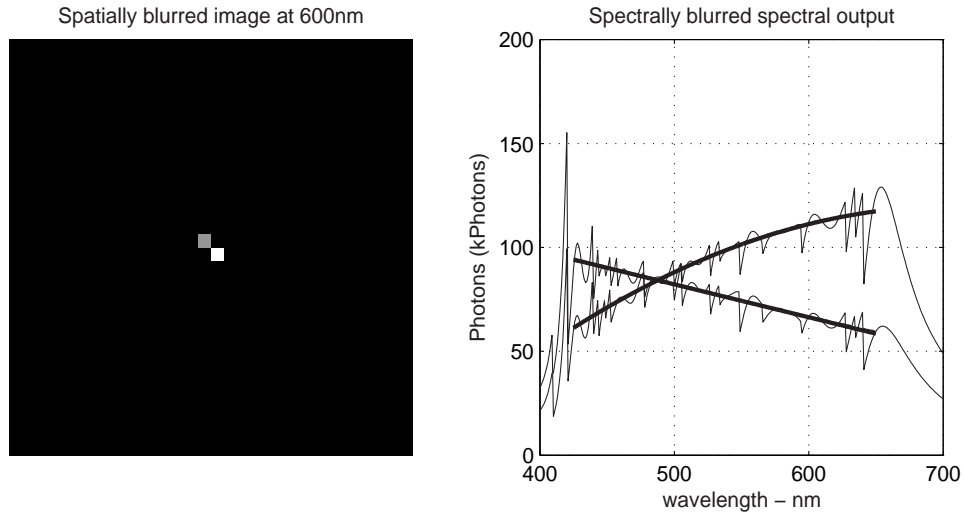 Spatially blurred image at 600nm
Spectrally blurred spectral output
200
150
100
50
0
400
500
600
700
Photons (kPhotons)
wavelength – nm